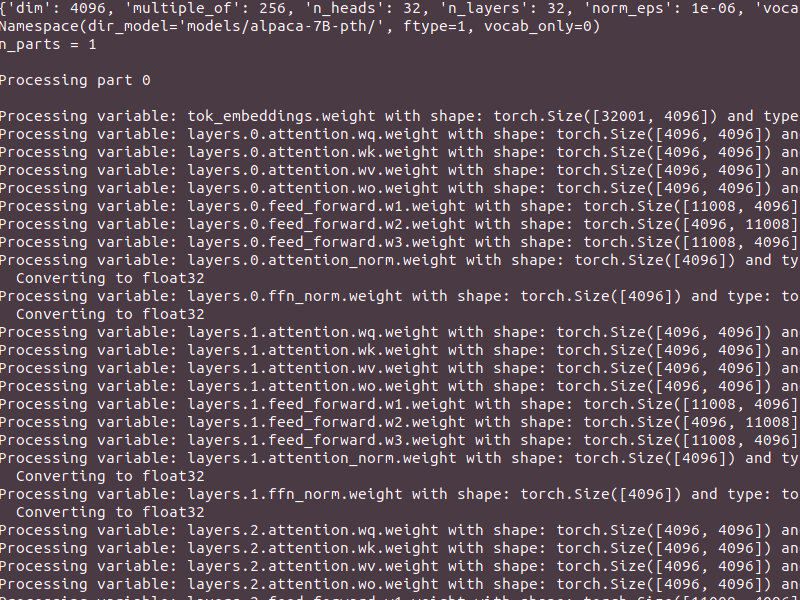 {'dim': 4096, 'multiple_of': 256, 'n_heads': 32, 'n_layers': 32, 'norm_eps': 1e-06, 'voca
Namespace(dir_model='models/alpaca-7B-pth/', ftype=1, vocab_only=0)
n_parts = 1
Processing part 0
Processing variable: tok_embeddings.weight with shape: torch.Size([32001, 4096]) and type
Processing variable: layers.0.attention.wq.weight with shape: torch.Size([4096, 4096]) an
Processing variable: layers.0.attention.wk.weight with shape: torch.Size([4096, 4096]) an
Processing variable: layers.0.attention.wv.weight with shape: torch.Size([4096, 4096]) an
Processing variable: layers.0.attention.wo.weight with shape: torch.Size([4096, 4096]) an
Processing variable: layers.0.feed_forward.w1.weight with shape: torch.Size([11008, 4096]
Processing variable: layers.0.feed_forward.w2.weight with shape: torch.Size([4096, 11008]
Processing variable: layers.0.feed_forward.w3.weight with shape: torch.Size([11008, 4096]
Processing variable: layers.0.attention_norm.weight with shape: torch.Size([4096]) and ty
  Converting to float32
Processing variable: layers.0.ffn_norm.weight with shape: torch.Size([4096]) and type: to
  Converting to float32
Processing variable: layers.1.attention.wq.weight with shape: torch.Size([4096, 4096]) an
Processing variable: layers.1.attention.wk.weight with shape: torch.Size([4096, 4096]) an
Processing variable: layers.1.attention.wv.weight with shape: torch.Size([4096, 4096]) an
Processing variable: layers.1.attention.wo.weight with shape: torch.Size([4096, 4096]) an
Processing variable: layers.1.feed_forward.w1.weight with shape: torch.Size([11008, 4096]
Processing variable: layers.1.feed_forward.w2.weight with shape: torch.Size([4096, 11008]
Processing variable: layers.1.feed_forward.w3.weight with shape: torch.Size([11008, 4096]
Processing variable: layers.1.attention_norm.weight with shape: torch.Size([4096]) and ty
  Converting to float32
Processing variable: layers.1.ffn_norm.weight with shape: torch.Size([4096]) and type: to
  Converting to float32
Processing variable: layers.2.attention.wq.weight with shape: torch.Size([4096, 4096]) an
Processing variable: layers.2.attention.wk.weight with shape: torch.Size([4096, 4096]) an
Processing variable: layers.2.attention.wv.weight with shape: torch.Size([4096, 4096]) an
Processing variable: layers.2.attention.wo.weight with shape: torch.Size([4096, 4096]) an
Processing variable: layers.2.feed_forward.w1.weight with shape: torch.Size([11008, 4096]